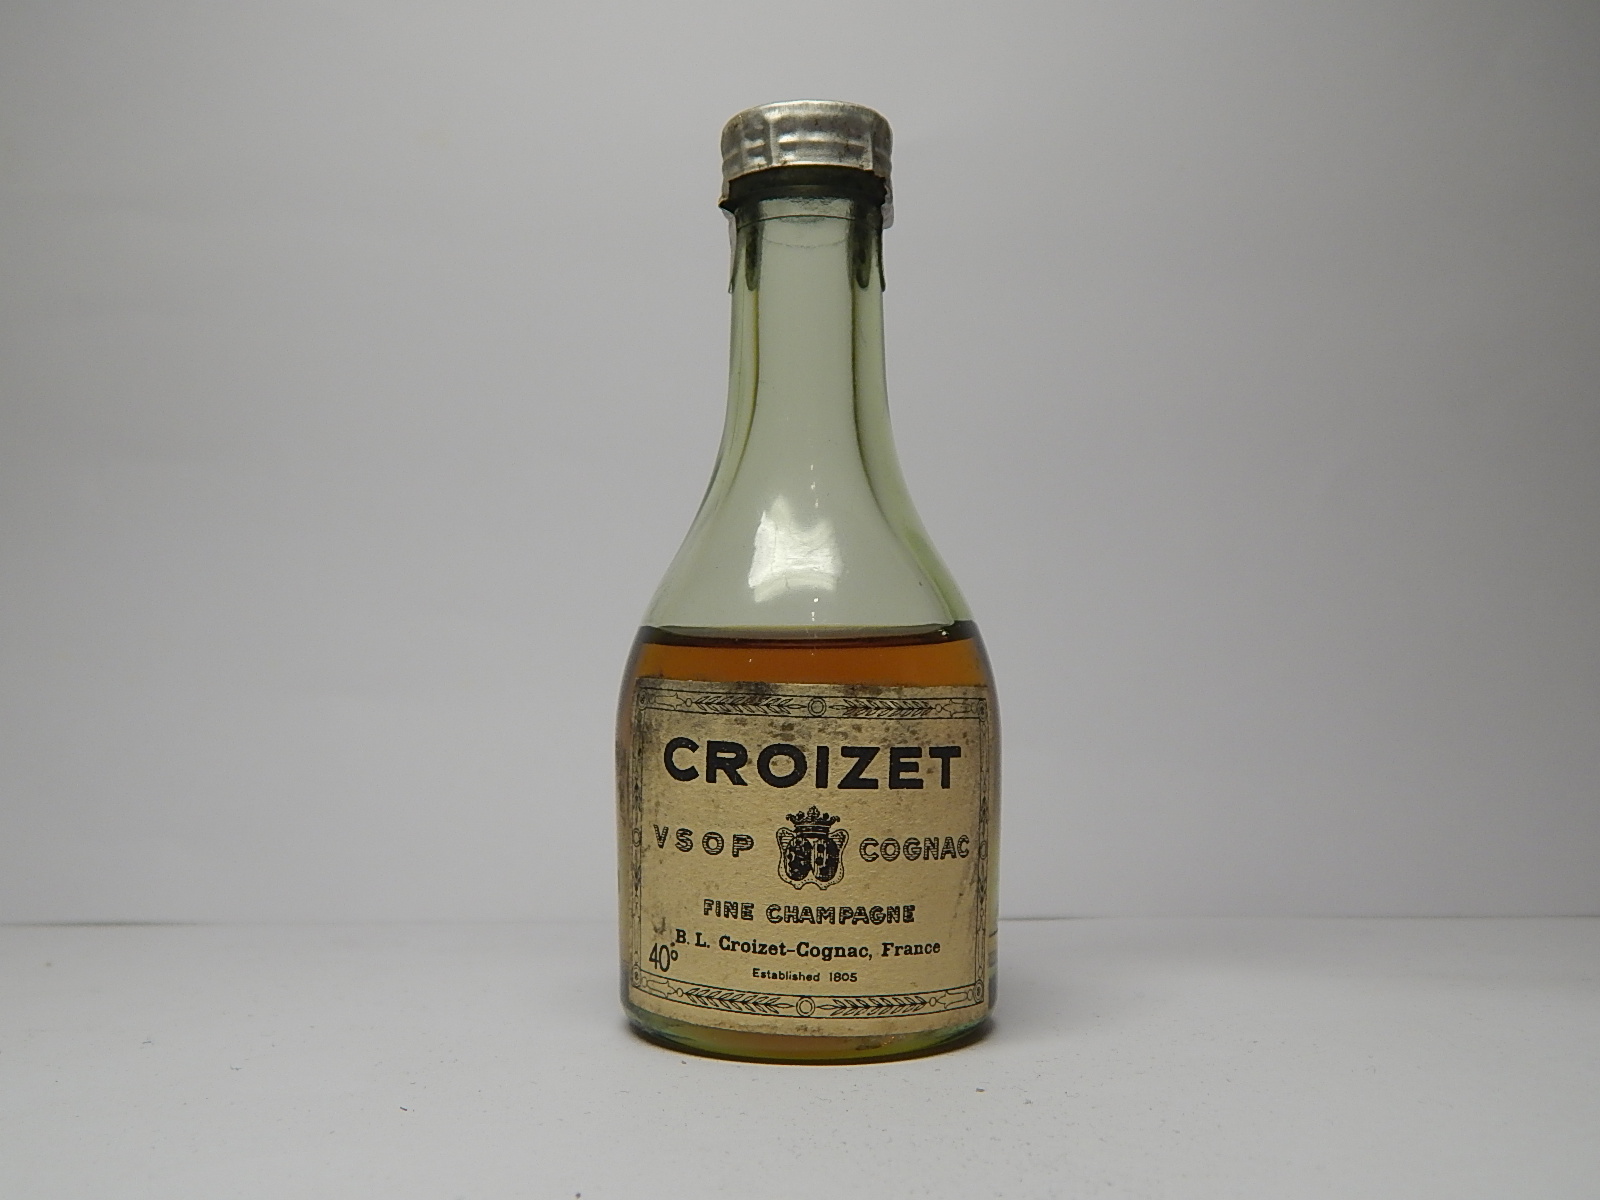 CROIZET
VSOP COGNAC
FINE CHAMPAGNE
B. L. Croizet-Cognac, France
40°
Established 1805